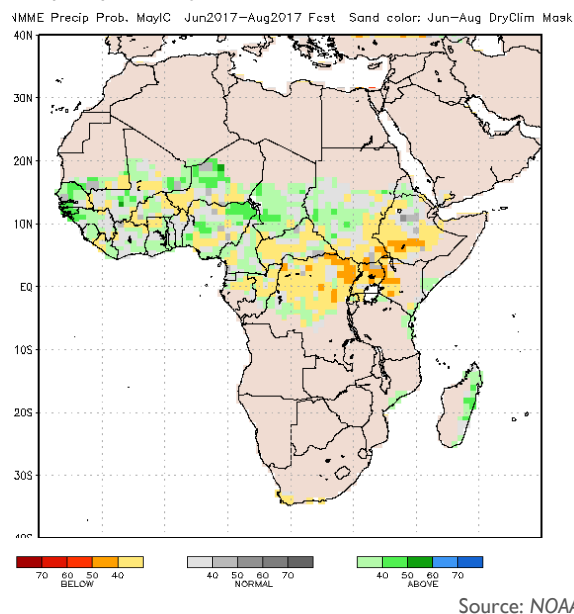 NMME Precip Prob. MayIC Jun2017-Aug2017 Fcst Sand color: Jun-Aug DryClim Mask
40N
30N
20N
10N
EQ
10S
20S
30S
40S
70 60 50 40
BELOW
40 50 60 70
NORMAL
40 50 60 70
ABOVE
Source: NOA